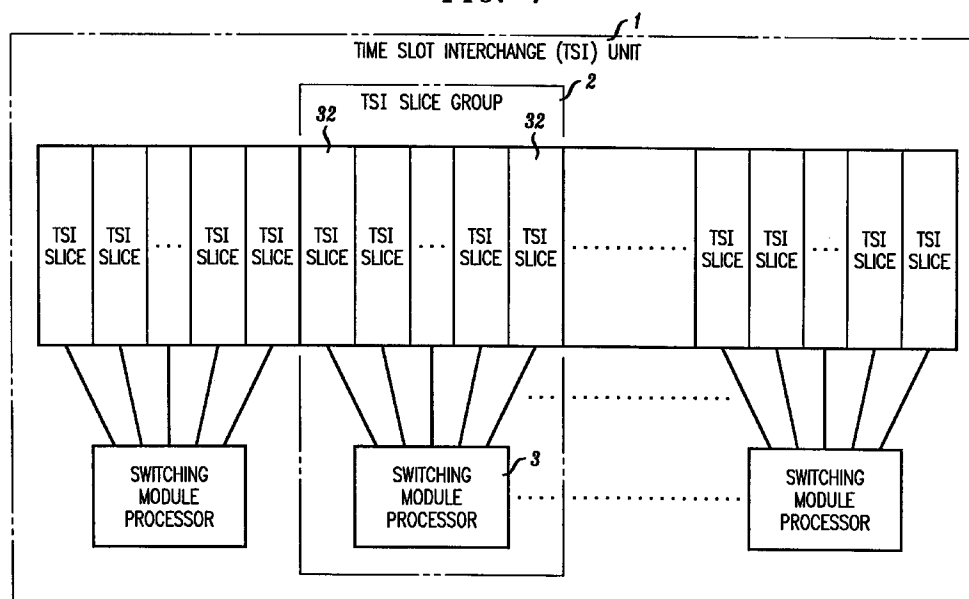 1
TIME SLOT INTERCHANGE (TSI) UNIT
2
TSI SLICE GROUP
32 32
TSI SLICE TSI SLICE ... TSI SLICE TSI SLICE TSI SLICE TSI SLICE ... TSI SLICE TSI SLICE ............ TSI SLICE TSI SLICE ... TSI SLICE TSI SLICE
3
SWITCHING MODULE PROCESSOR
SWITCHING MODULE PROCESSOR
SWITCHING MODULE PROCESSOR